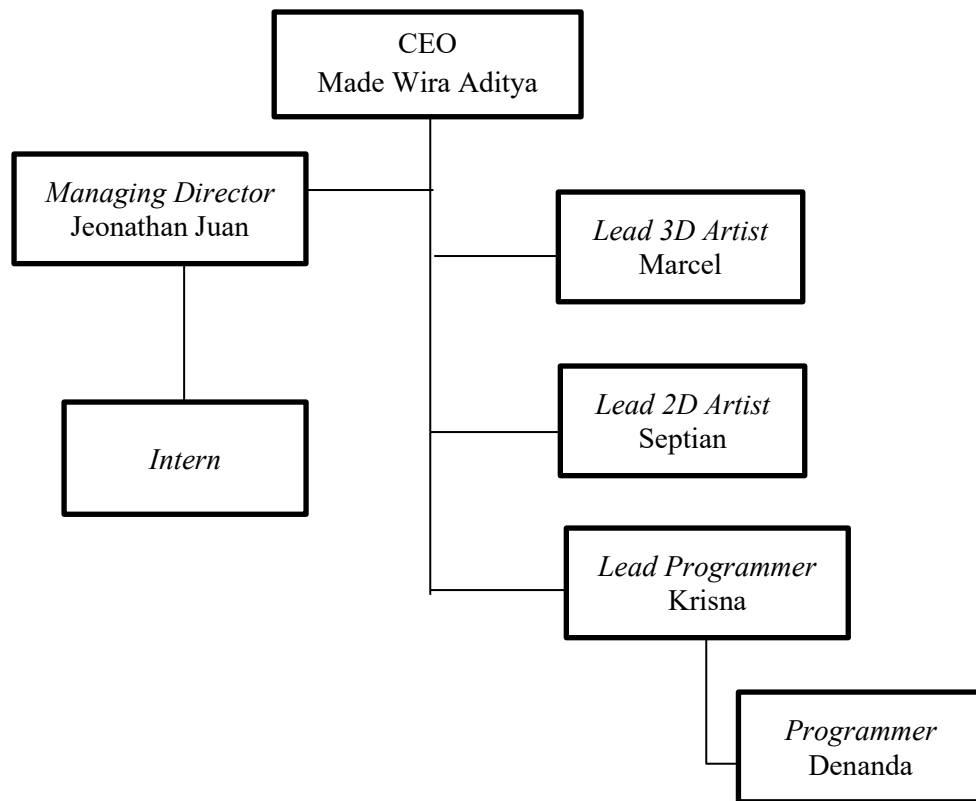 CEO
Made Wira Aditya
Managing Director
Jeonathan Juan
Lead 3D Artist
Marcel
Lead 2D Artist
Septian
Intern
Lead Programmer
Krisna
Programmer
Denanda